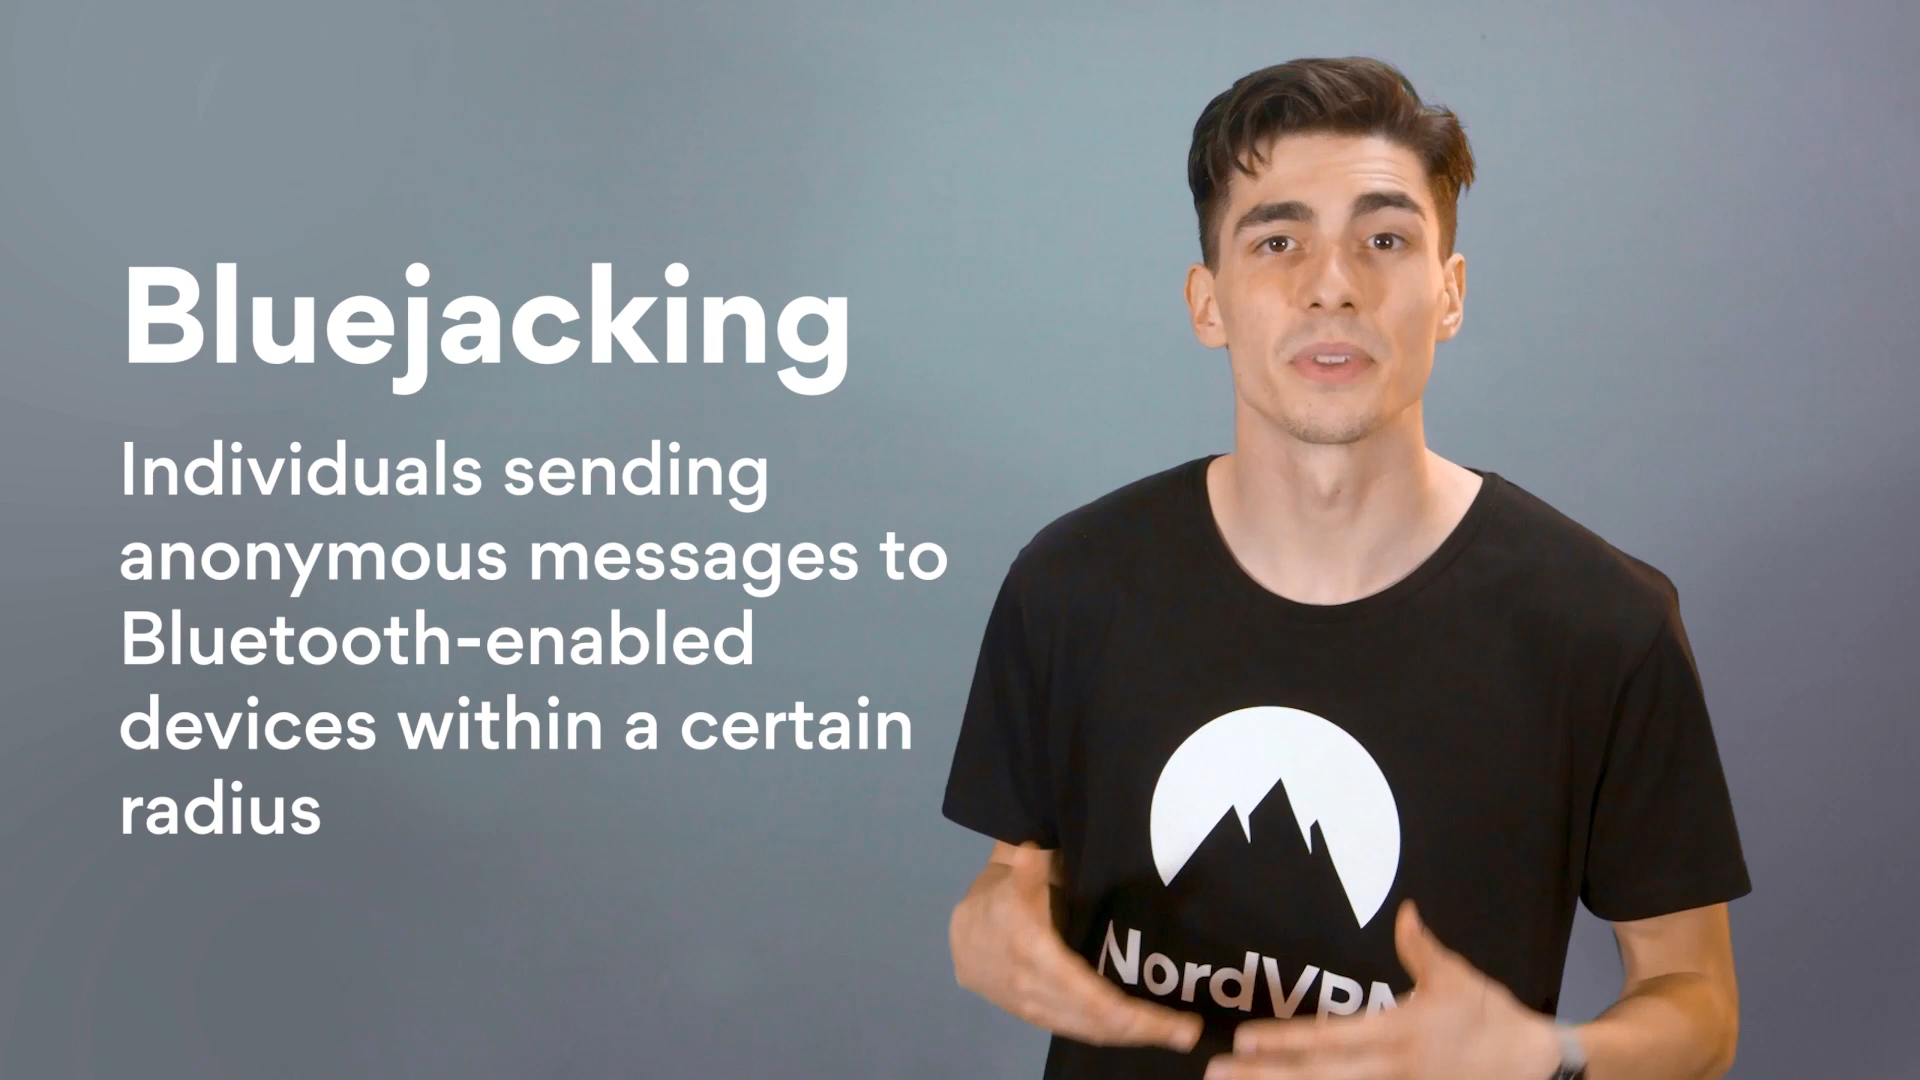 Bluejacking
Individuals sending
anonymous messages to
Bluetooth-enabled
devices within a certain
radius
NordVPN